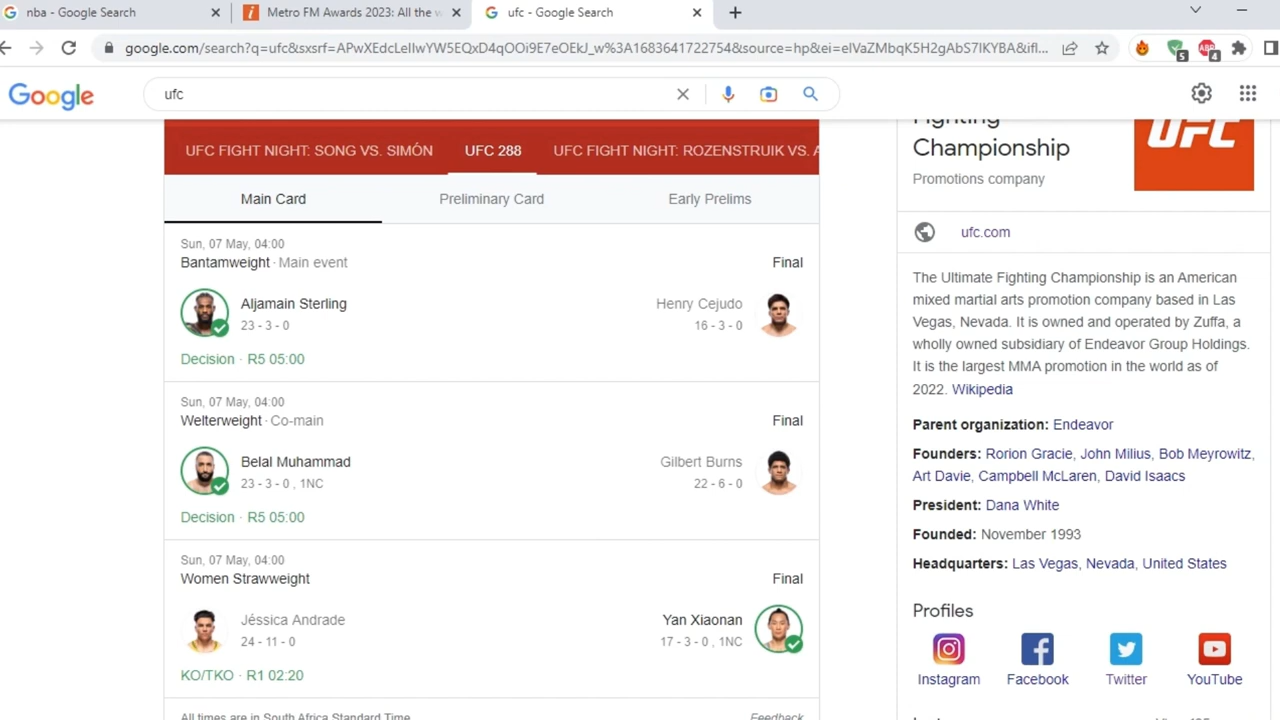 nba - Google Search
Metro FM Awards 2023: All the w
ufc - Google Search
google.com/search?q=ufc&sxsrf=APwXEdcLeIlwYW5EQxD4qOOi9E7eOEkJ_w%3A1683641722754&source=hp&ei=elVaZMbqK5H2gAbS7IKYBA&ifl...
5
ABP
4
Google
ufc
UFC FIGHT NIGHT: SONG VS. SIMÓN
UFC 288
UFC FIGHT NIGHT: ROZENSTRUIK VS. A
Main Card
Preliminary Card
Early Prelims
Sun, 07 May, 04:00
Bantamweight · Main event
Final
Aljamain Sterling
Henry Cejudo
23 - 3 - 0
16 - 3 - 0
Decision · R5 05:00
Sun, 07 May, 04:00
Welterweight · Co-main
Final
Belal Muhammad
Gilbert Burns
23 - 3 - 0 , 1NC
22 - 6 - 0
Decision · R5 05:00
Sun, 07 May, 04:00
Women Strawweight
Final
Jéssica Andrade
Yan Xiaonan
24 - 11 - 0
17 - 3 - 0 , 1NC
KO/TKO · R1 02:20
All times are in South Africa Standard Time
Feedback
Fighting
Championship
Promotions company
UFC
ufc.com
The Ultimate Fighting Championship is an American
mixed martial arts promotion company based in Las
Vegas, Nevada. It is owned and operated by Zuffa, a
wholly owned subsidiary of Endeavor Group Holdings.
It is the largest MMA promotion in the world as of
2022. Wikipedia
Parent organization: Endeavor
Founders: Rorion Gracie, John Milius, Bob Meyrowitz,
Art Davie, Campbell McLaren, David Isaacs
President: Dana White
Founded: November 1993
Headquarters: Las Vegas, Nevada, United States
Profiles
Instagram
Facebook
Twitter
YouTube